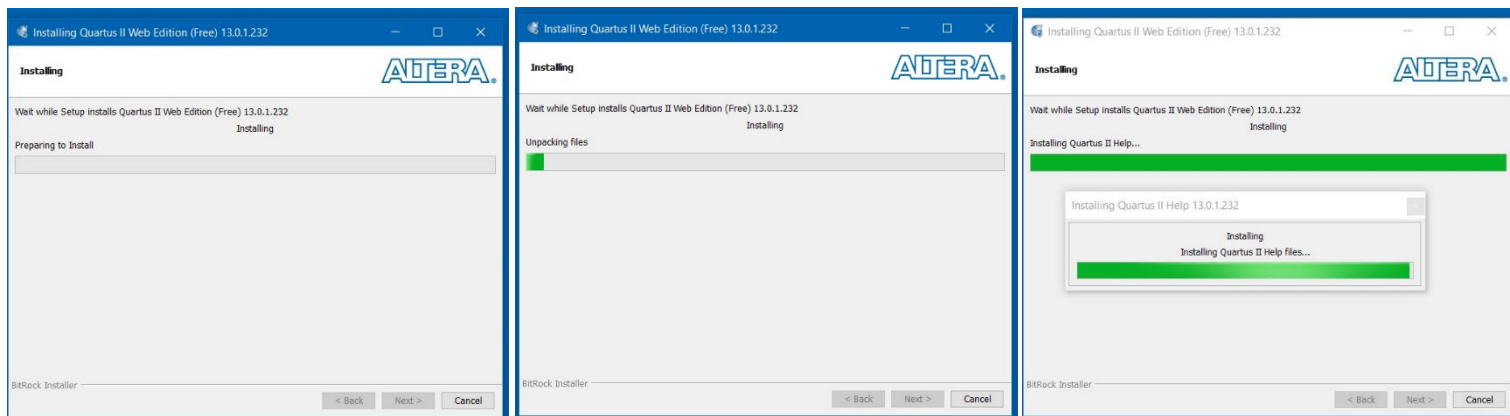 Installing Quartus II Web Edition (Free) 13.0.1.232
Installing
ALTERA®
Wait while Setup installs Quartus II Web Edition (Free) 13.0.1.232
Installing
Preparing to Install
BitRock Installer
< Back Next > Cancel
Installing Quartus II Web Edition (Free) 13.0.1.232
Installing
ALTERA®
Wait while Setup installs Quartus II Web Edition (Free) 13.0.1.232
Installing
Unpacking files
BitRock Installer
< Back Next > Cancel
Installing Quartus II Web Edition (Free) 13.0.1.232
Installing
ALTERA®
Wait while Setup installs Quartus II Web Edition (Free) 13.0.1.232
Installing
Installing Quartus II Help...
Installing Quartus II Help 13.0.1.232
Installing
Installing Quartus II Help files...
BitRock Installer
< Back Next > Cancel